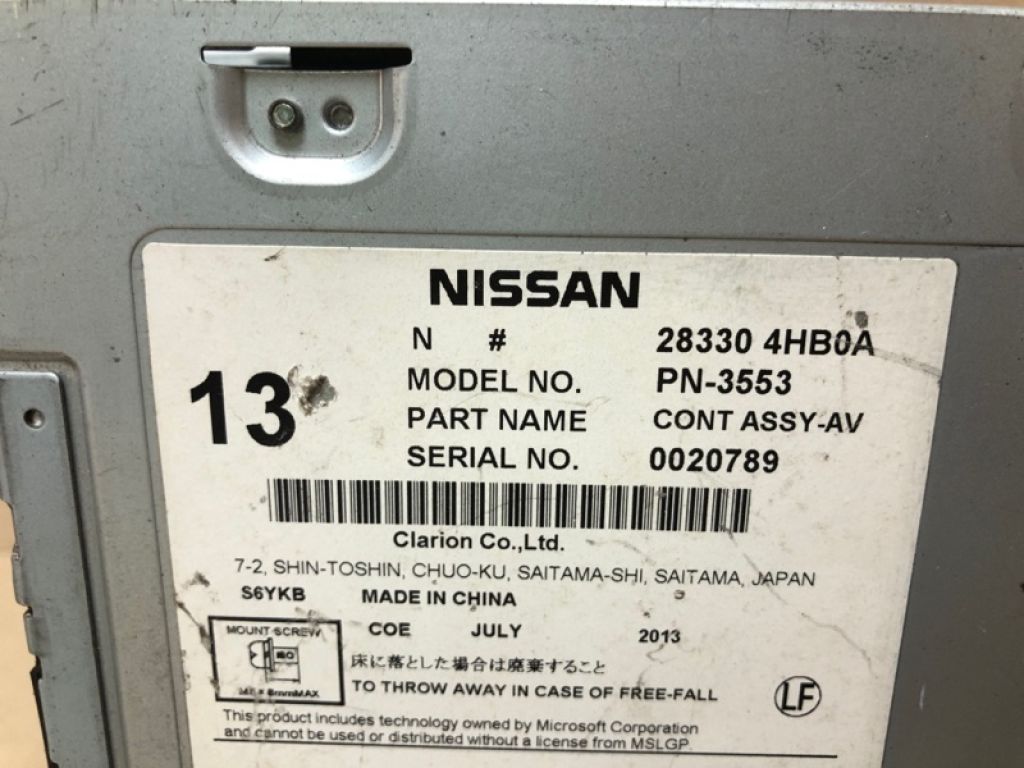 NISSAN
N # 28330 4HB0A
13
MODEL NO. PN-3553
PART NAME CONT ASSY-AV
SERIAL NO. 0020789
Clarion Co.,Ltd.
7-2, SHIN-TOSHIN, CHUO-KU, SAITAMA-SHI, SAITAMA, JAPAN
S6YKB MADE IN CHINA
COE JULY 2013
MOUNT SCREW
ISO
床に落とした場合は廃棄すること
TO THROW AWAY IN CASE OF FREE-FALL
LF
This product includes technology owned by Microsoft Corporation
and cannot be used or distributed without a license from MSLGP.